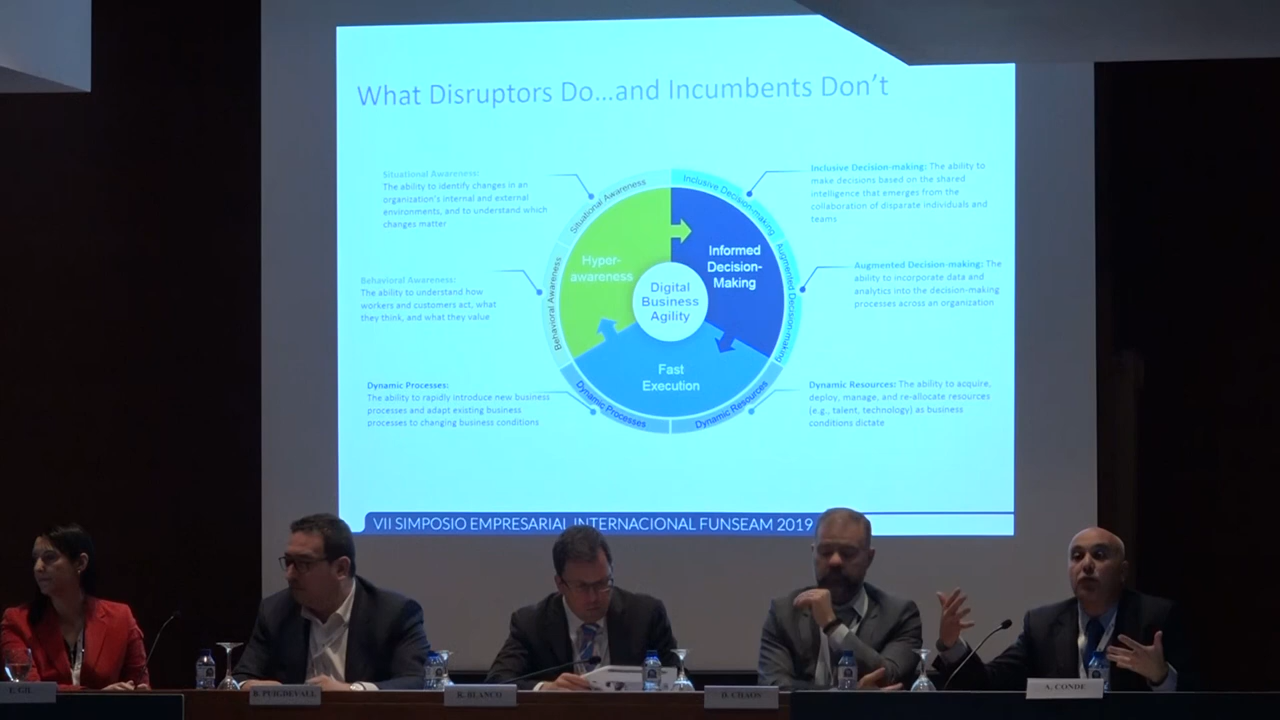 What Disruptors Do...and Incumbents Don't
Situational Awareness:
The ability to identify changes in an
organization's internal and external
environments, and to understand which
changes matter
Behavioral Awareness:
The ability to understand how
workers and customers act, what
they think, and what they value
Dynamic Processes:
The ability to rapidly introduce new business
processes and adapt existing business
processes to changing business conditions
Situational Awareness
Behavioral Awareness
Dynamic Processes
Inclusive Decision-making
Augmented Decision-making
Dynamic Resources
Hyper-
awareness
Informed
Decision-
Making
Digital
Business
Agility
Fast
Execution
Inclusive Decision-making: The ability to
make decisions based on the shared
intelligence that emerges from the
collaboration of disparate individuals and
teams
Augmented Decision-making: The
ability to incorporate data and
analytics into the decision-making
processes across an organization
Dynamic Resources: The ability to acquire,
deploy, manage, and re-allocate resources
(e.g., talent, technology) as business
conditions dictate
VII SIMPOSIO EMPRESARIAL INTERNACIONAL FUNSEAM 2019
E. GIL
B. PUIGDEVALL
R. BLANCO
D. CHAOS
A. CONDE